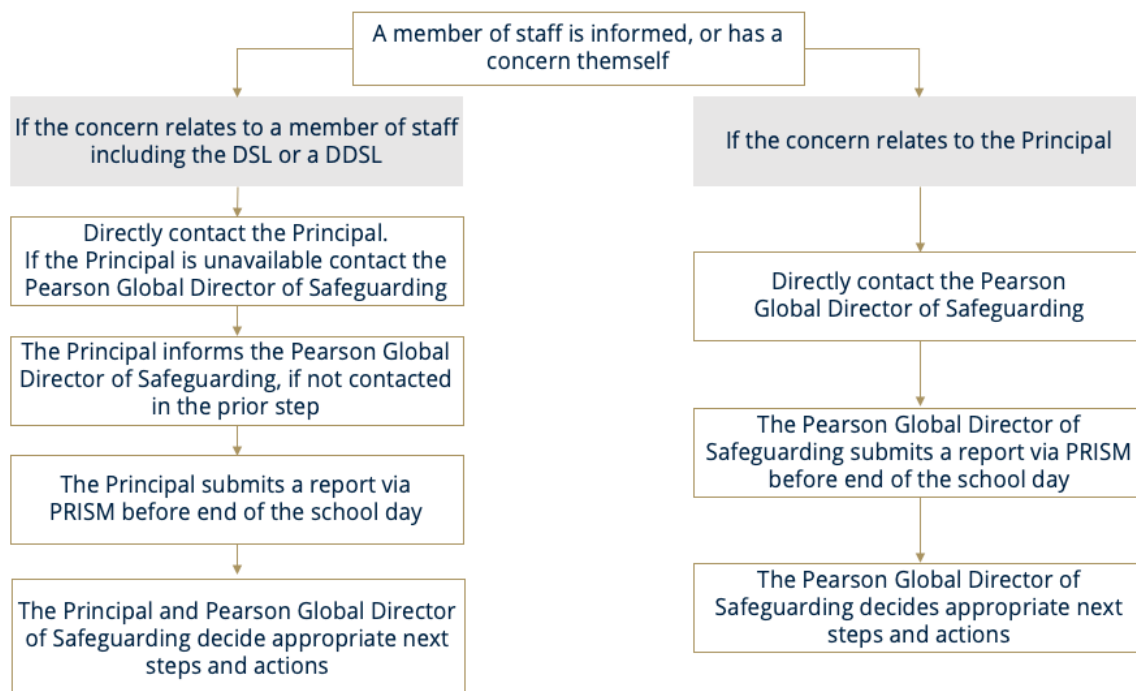 A member of staff is informed, or has a
concern themself
If the concern relates to a member of staff
including the DSL or a DDSL
Directly contact the Principal.
If the Principal is unavailable contact the
Pearson Global Director of Safeguarding
The Principal informs the Pearson Global
Director of Safeguarding, if not contacted
in the prior step
The Principal submits a report via
PRISM before end of the school day
The Principal and Pearson Global Director
of Safeguarding decide appropriate next
steps and actions
If the concern relates to the Principal
Directly contact the Pearson
Global Director of Safeguarding
The Pearson Global Director of
Safeguarding submits a report via PRISM
before end of the school day
The Pearson Global Director of
Safeguarding decides appropriate next
steps and actions